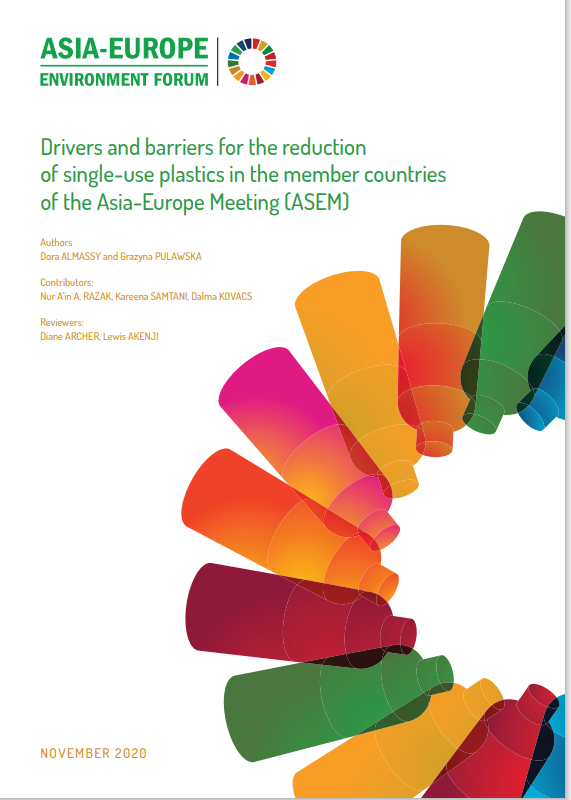 ASIA-EUROPE
ENVIRONMENT FORUM
Drivers and barriers for the reduction
of single-use plastics in the member countries
of the Asia-Europe Meeting (ASEM)
Authors
Dora ALMASSY and Grazyna PULAWSKA
Contributors:
Nur A'in A. RAZAK, Kareena SAMTANI, Dalma KOVACS
Reviewers:
Diane ARCHER, Lewis AKENJI
NOVEMBER 2020